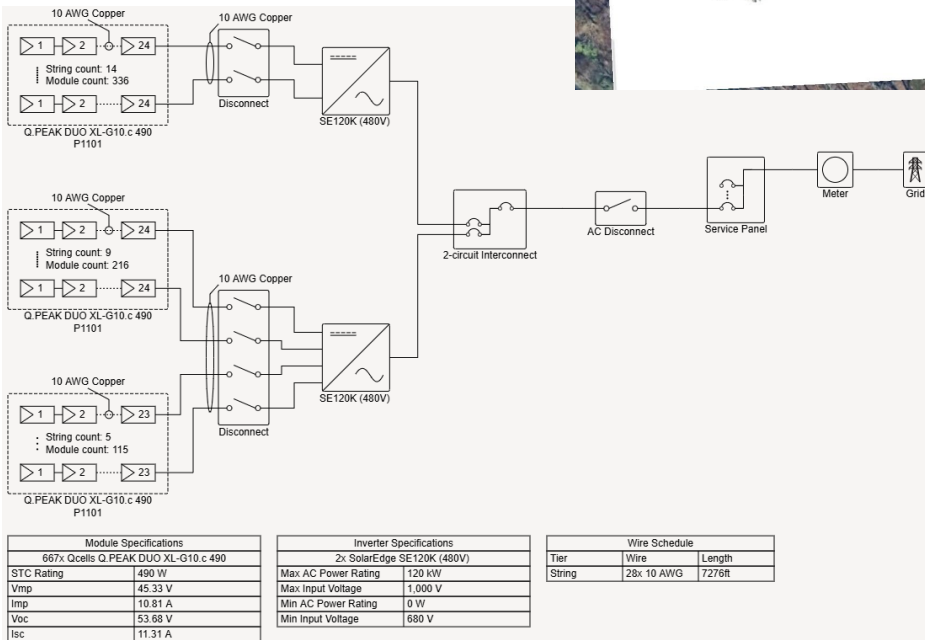 10 AWG Copper
10 AWG Copper
1 2 24
String count: 14
Module count: 336
1 2 24
Q.PEAK DUO XL-G10.c 490
P1101
Disconnect
SE120K (480V)
10 AWG Copper
1 2 24
String count: 9
Module count: 216
1 2 24
Q.PEAK DUO XL-G10.c 490
P1101
10 AWG Copper
Disconnect
SE120K (480V)
10 AWG Copper
1 2 23
String count: 5
Module count: 115
1 2 23
Q.PEAK DUO XL-G10.c 490
P1101
2-circuit Interconnect
AC Disconnect
Service Panel
Meter
Grid
Module Specifications
667x Qcells Q.PEAK DUO XL-G10.c 490
STC Rating 490 W
Vmp 45.33 V
Imp 10.81 A
Voc 53.68 V
Isc 11.31 A
Inverter Specifications
2x SolarEdge SE120K (480V)
Max AC Power Rating 120 kW
Max Input Voltage 1,000 V
Min AC Power Rating 0 W
Min Input Voltage 680 V
Wire Schedule
Tier Wire Length
String 28x 10 AWG 7276ft